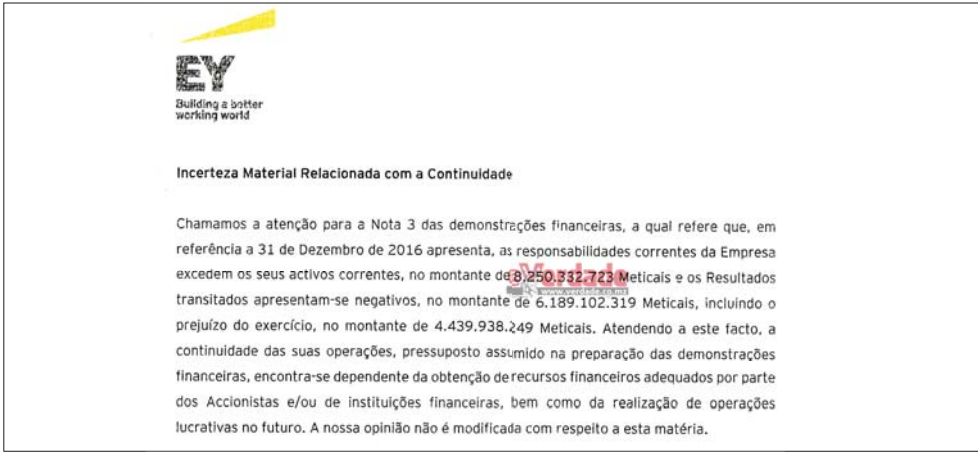 EY
Building a better
working world
Incerteza Material Relacionada com a Continuidade
Chamamos a atenção para a Nota 3 das demonstrações financeiras, a qual refere que, em
referência a 31 de Dezembro de 2016 apresenta, as responsabilidades correntes da Empresa
excedem os seus activos correntes, no montante de 8.250.332.723 Meticais e os Resultados
@Verdade
www.verdade.co.mz
transitados apresentam-se negativos, no montante de 6.189.102.319 Meticais, incluindo o
prejuízo do exercício, no montante de 4.439.938.249 Meticais. Atendendo a este facto, a
continuidade das suas operações, pressuposto assumido na preparação das demonstrações
financeiras, encontra-se dependente da obtenção de recursos financeiros adequados por parte
dos Accionistas e/ou de instituições financeiras, bem como da realização de operações
lucrativas no futuro. A nossa opinião não é modificada com respeito a esta matéria.